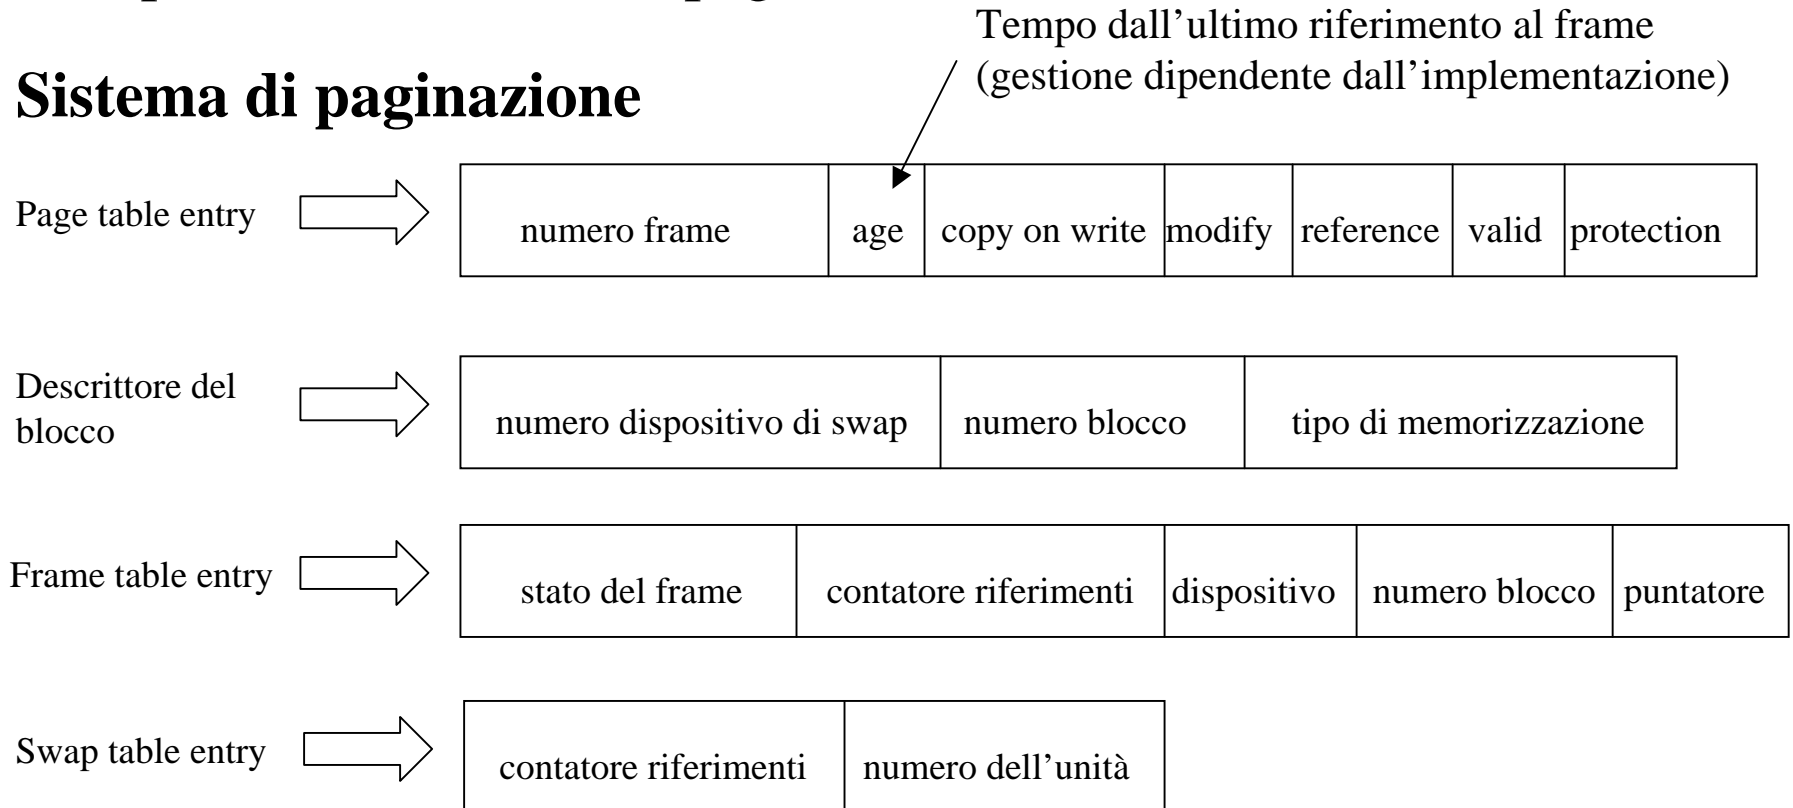 Tempo dall’ultimo riferimento al frame
(gestione dipendente dall’implementazione)
Sistema di paginazione
Page table entry
numero frame
age
copy on write
modify
reference
valid
protection
Descrittore del
blocco
numero dispositivo di swap
numero blocco
tipo di memorizzazione
Frame table entry
stato del frame
contatore riferimenti
dispositivo
numero blocco
puntatore
Swap table entry
contatore riferimenti
numero dell’unità